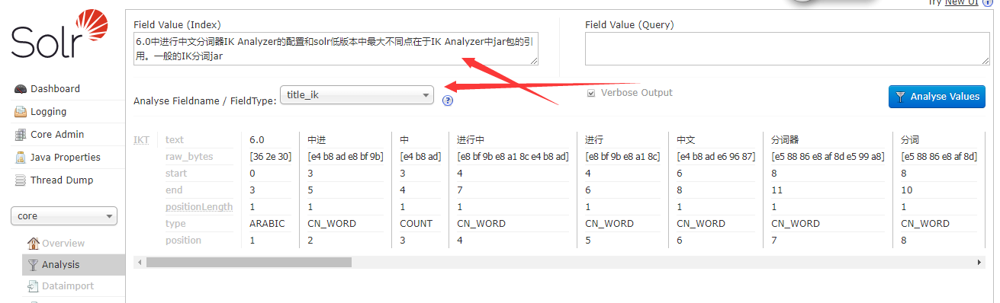 Try New UI
Solr
Field Value (Index)
Field Value (Query)
6.0中进行中文分词器IK Analyzer的配置和solr低版本中最大不同点在于IK Analyzer中jar包的引
用。一般的IK分词jar
Analyse Fieldname / FieldType: title_ik ?
Verbose Output
Analyse Values
Dashboard
Logging
Core Admin
Java Properties
Thread Dump
core
Overview
Analysis
Dataimport
IKT text 6.0 中进 中 进行中 进行 中文 分词器 分词
raw_bytes [36 2e 30] [e4 b8 ad e8 bf 9b] [e4 b8 ad] [e8 bf 9b e8 a1 8c e4 b8 ad] [e8 bf 9b e8 a1 8c] [e4 b8 ad e6 96 87] [e5 88 86 e8 af 8d e5 99 a8] [e5 88 86 e8 af 8d]
start 0 3 3 4 4 6 8 8
end 3 5 4 7 6 8 11 10
positionLength 1 1 1 1 1 1 1 1
type ARABIC CN_WORD COUNT CN_WORD CN_WORD CN_WORD CN_WORD CN_WORD
position 1 2 3 4 5 6 7 8